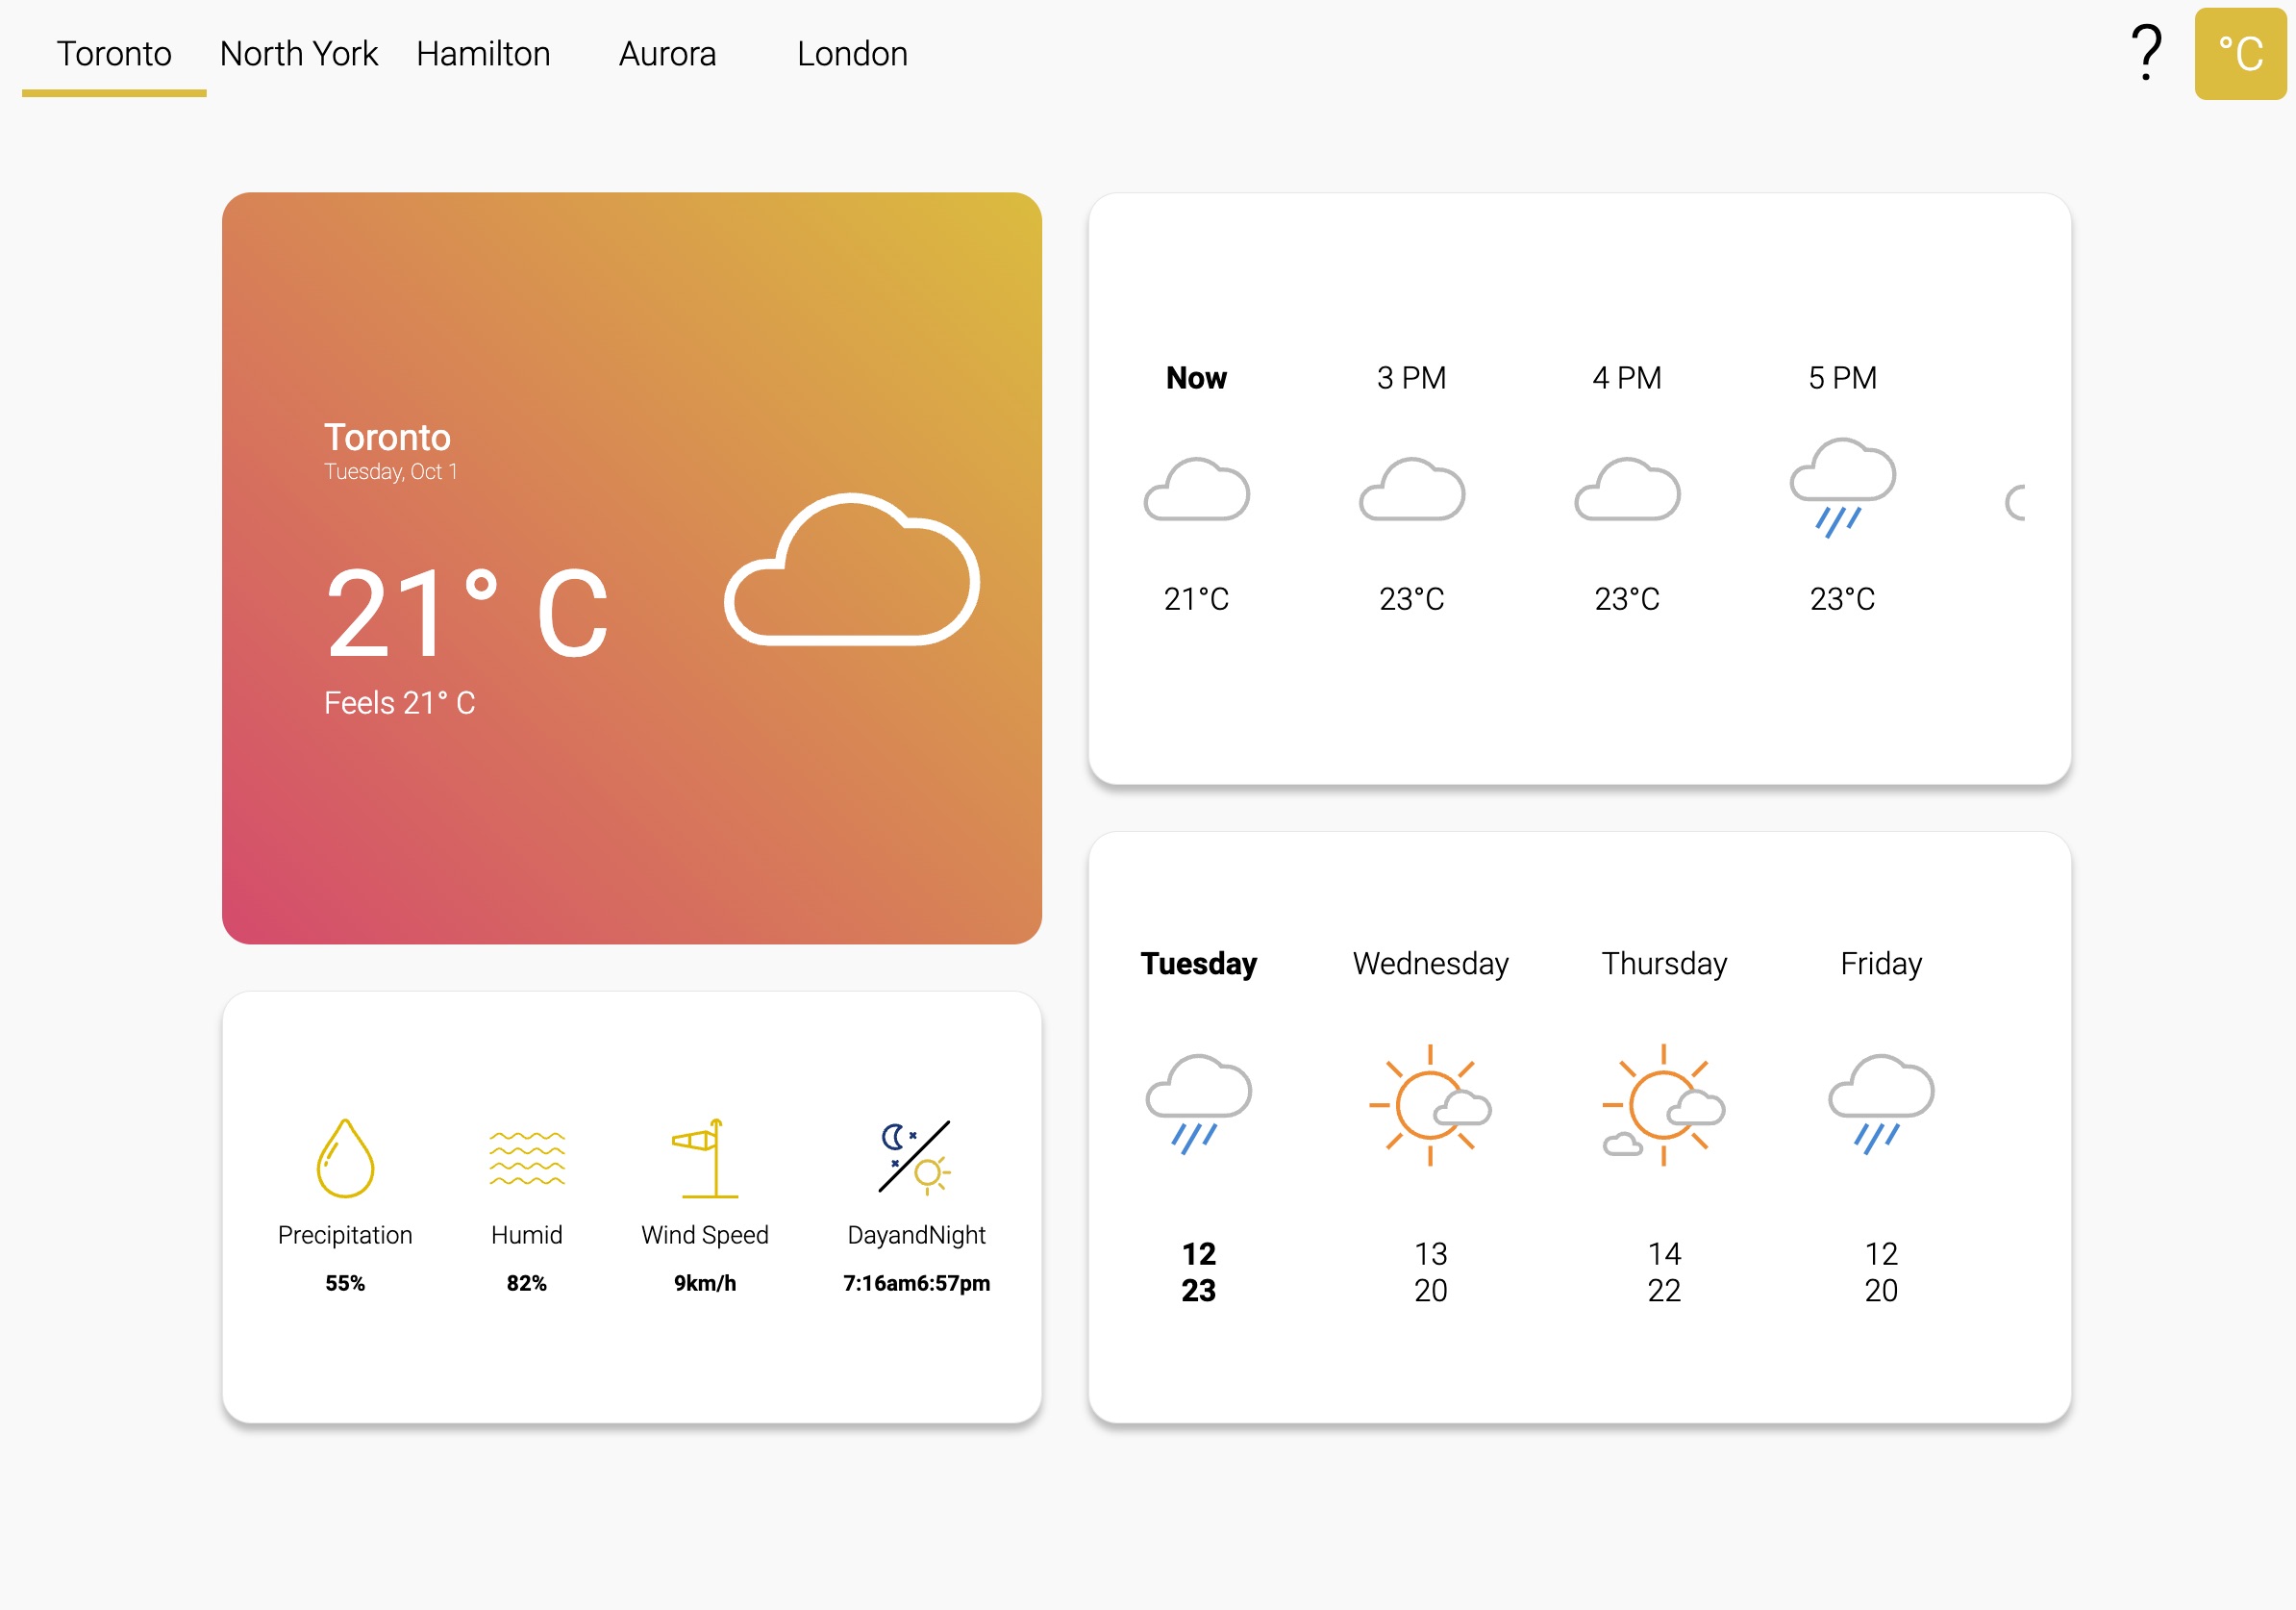 Toronto North York Hamilton Aurora London ? °C
Toronto
Tuesday, Oct 1
21° C
Feels 21° C
Precipitation Humid Wind Speed DayandNight
55% 82% 9km/h 7:16am6:57pm
Now 3 PM 4 PM 5 PM
21°C 23°C 23°C 23°C
Tuesday Wednesday Thursday Friday
12 13 14 12
23 20 22 20